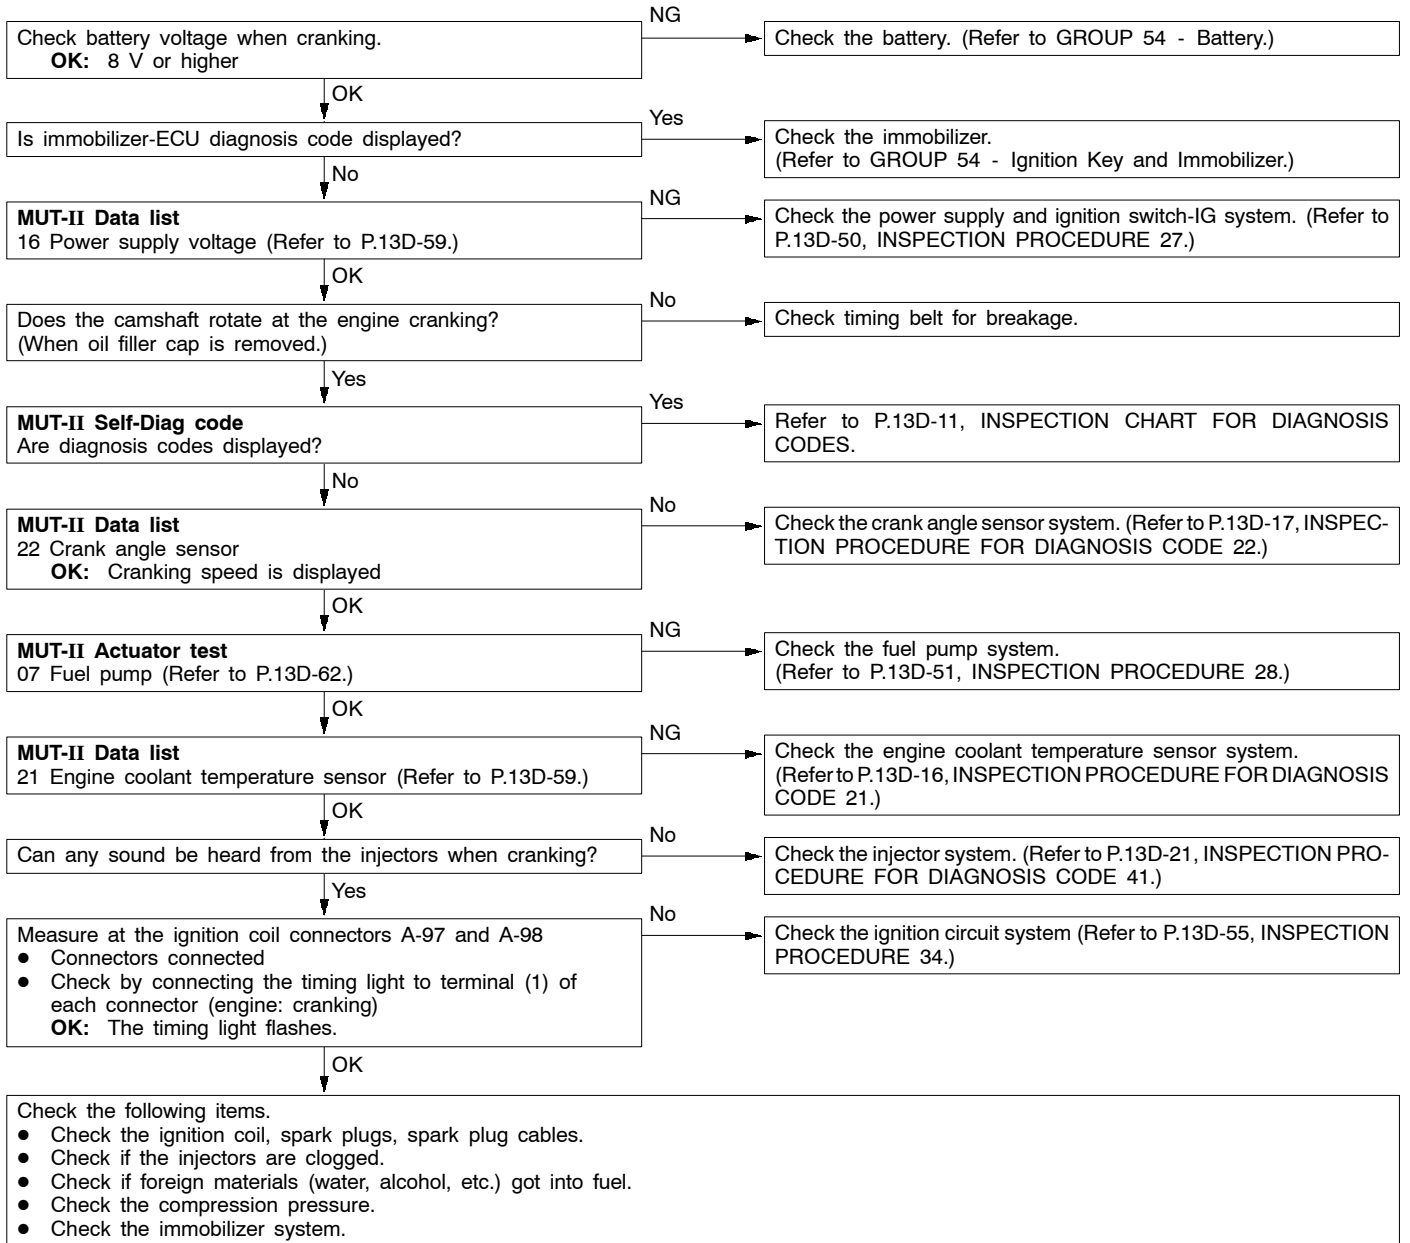 NG
Check battery voltage when cranking.
OK: 8 V or higher
Check the battery. (Refer to GROUP 54 - Battery.)
OK
Is immobilizer-ECU diagnosis code displayed?
Yes
Check the immobilizer.
(Refer to GROUP 54 - Ignition Key and Immobilizer.)
No
MUT-II Data list
16 Power supply voltage (Refer to P.13D-59.)
NG
Check the power supply and ignition switch-IG system. (Refer to
P.13D-50, INSPECTION PROCEDURE 27.)
OK
Does the camshaft rotate at the engine cranking?
(When oil filler cap is removed.)
No
Check timing belt for breakage.
Yes
MUT-II Self-Diag code
Are diagnosis codes displayed?
Yes
Refer to P.13D-11, INSPECTION CHART FOR DIAGNOSIS
CODES.
No
MUT-II Data list
22 Crank angle sensor
OK: Cranking speed is displayed
No
Check the crank angle sensor system. (Refer to P.13D-17, INSPEC-
TION PROCEDURE FOR DIAGNOSIS CODE 22.)
OK
MUT-II Actuator test
07 Fuel pump (Refer to P.13D-62.)
NG
Check the fuel pump system.
(Refer to P.13D-51, INSPECTION PROCEDURE 28.)
OK
MUT-II Data list
21 Engine coolant temperature sensor (Refer to P.13D-59.)
NG
Check the engine coolant temperature sensor system.
(Refer to P.13D-16, INSPECTION PROCEDURE FOR DIAGNOSIS
CODE 21.)
OK
Can any sound be heard from the injectors when cranking?
No
Check the injector system. (Refer to P.13D-21, INSPECTION PRO-
CEDURE FOR DIAGNOSIS CODE 41.)
Yes
Measure at the ignition coil connectors A-97 and A-98
● Connectors connected
● Check by connecting the timing light to terminal (1) of
each connector (engine: cranking)
OK: The timing light flashes.
No
Check the ignition circuit system (Refer to P.13D-55, INSPECTION
PROCEDURE 34.)
OK
Check the following items.
● Check the ignition coil, spark plugs, spark plug cables.
● Check if the injectors are clogged.
● Check if foreign materials (water, alcohol, etc.) got into fuel.
● Check the compression pressure.
● Check the immobilizer system.